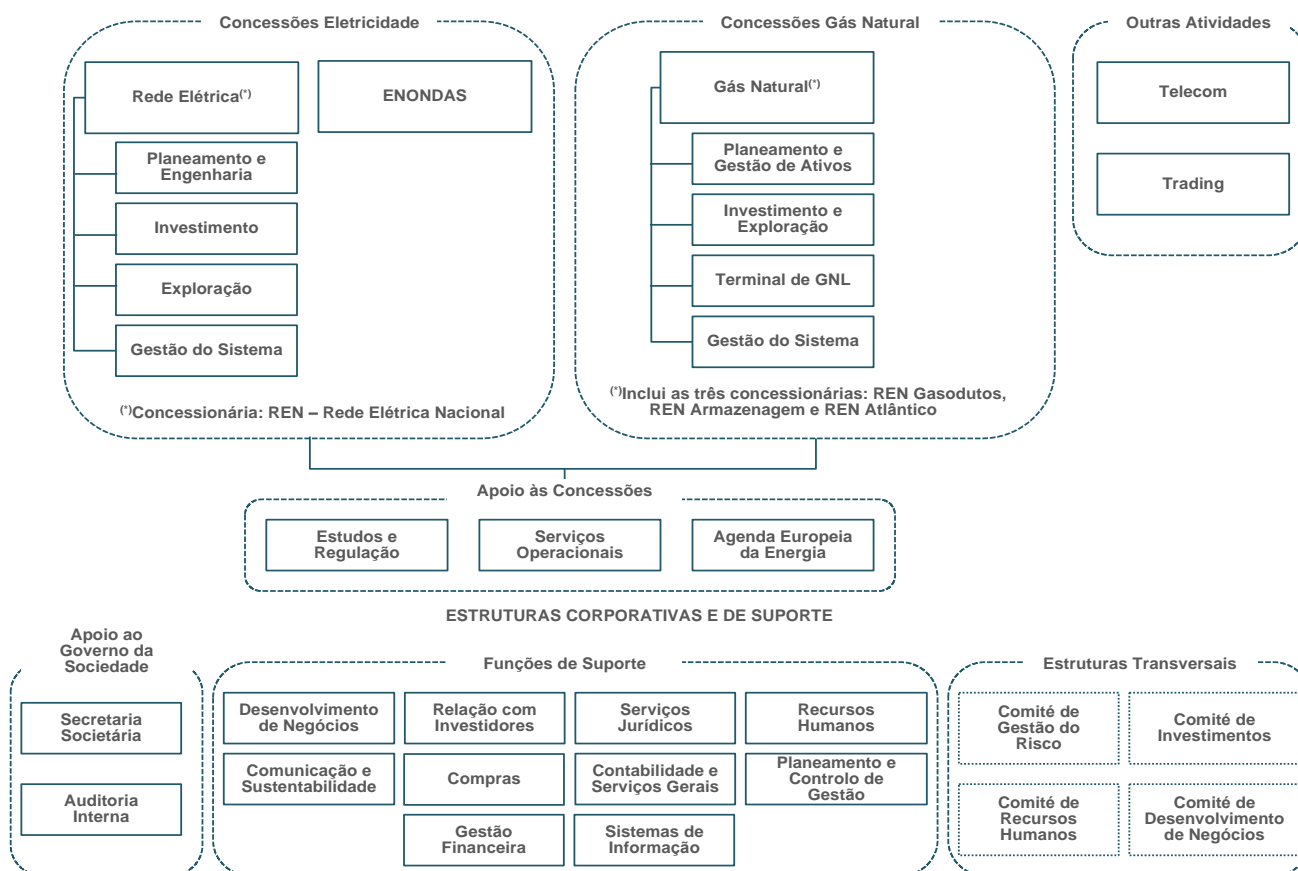 Concessões Eletricidade
Rede Elétrica(*)
ENONDAS
Planeamento e
Engenharia
Investimento
Exploração
Gestão do Sistema
(*)Concessionária: REN – Rede Elétrica Nacional
Concessões Gás Natural
Gás Natural(*)
Planeamento e
Gestão de Ativos
Investimento e
Exploração
Terminal de GNL
Gestão do Sistema
(*)Inclui as três concessionárias: REN Gasodutos,
REN Armazenagem e REN Atlântico
Outras Atividades
Telecom
Trading
Apoio às Concessões
Estudos e
Regulação
Serviços
Operacionais
Agenda Europeia
da Energia
ESTRUTURAS CORPORATIVAS E DE SUPORTE
Apoio ao
Governo da
Sociedade
Secretaria
Societária
Auditoria
Interna
Funções de Suporte
Desenvolvimento
de Negócios
Relação com
Investidores
Serviços
Jurídicos
Recursos
Humanos
Comunicação e
Sustentabilidade
Compras
Contabilidade e
Serviços Gerais
Planeamento e
Controlo de
Gestão
Gestão
Financeira
Sistemas de
Informação
Estruturas Transversais
Comité de
Gestão do
Risco
Comité de
Investimentos
Comité de
Recursos
Humanos
Comité de
Desenvolvimento
de Negócios